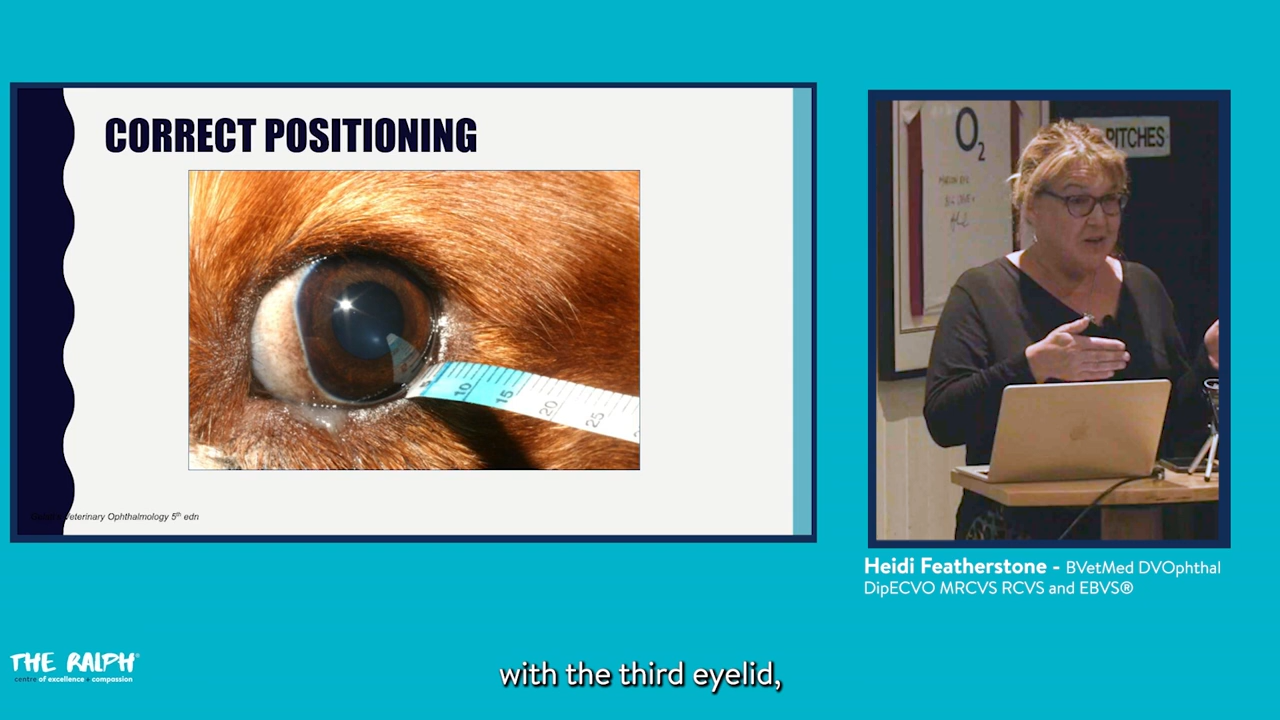 CORRECT POSITIONING
10
15
20
25
Veterinary Ophthalmology 5th edn
O2
PITCHES
Heidi Featherstone - BVetMed DVOphthal
DipECVO MRCVS RCVS and EBVS®
THE RALPH®
centre of excellence + compassion
with the third eyelid,